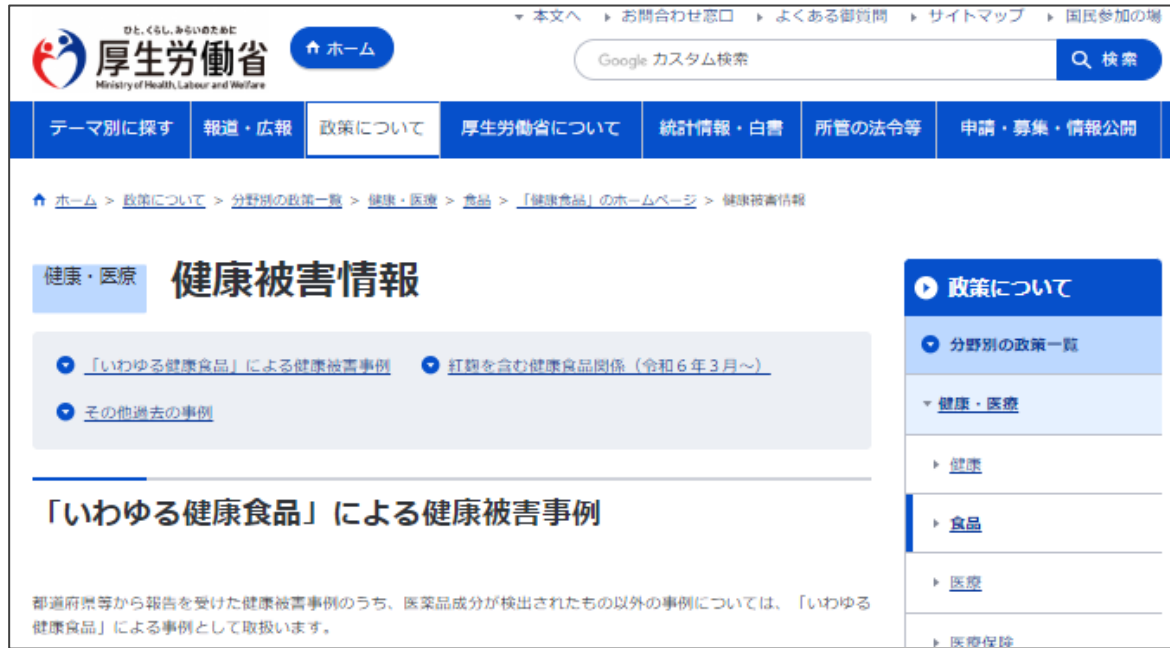 本文へ お問合わせ窓口 よくある御質問 サイトマップ 国民参加の場
ひと、くらし、みらいのために
厚生労働省
Ministry of Health, Labour and Welfare
ホーム
Google カスタム検索
検索
テーマ別に探す 報道・広報 政策について 厚生労働省について 統計情報・白書 所管の法令等 申請・募集・情報公開
ホーム > 政策について > 分野別の政策一覧 > 健康・医療 > 食品 > 「健康食品」のホームページ > 健康被害情報
健康・医療 健康被害情報
「いわゆる健康食品」による健康被害事例 紅麹を含む健康食品関係（令和６年３月～）
その他過去の事例
「いわゆる健康食品」による健康被害事例
都道府県等から報告を受けた健康被害事例のうち、医薬品成分が検出されたもの以外の事例については、「いわゆる
健康食品」による事例として取扱います。
政策について
分野別の政策一覧
健康・医療
健康
食品
医療
医療保険